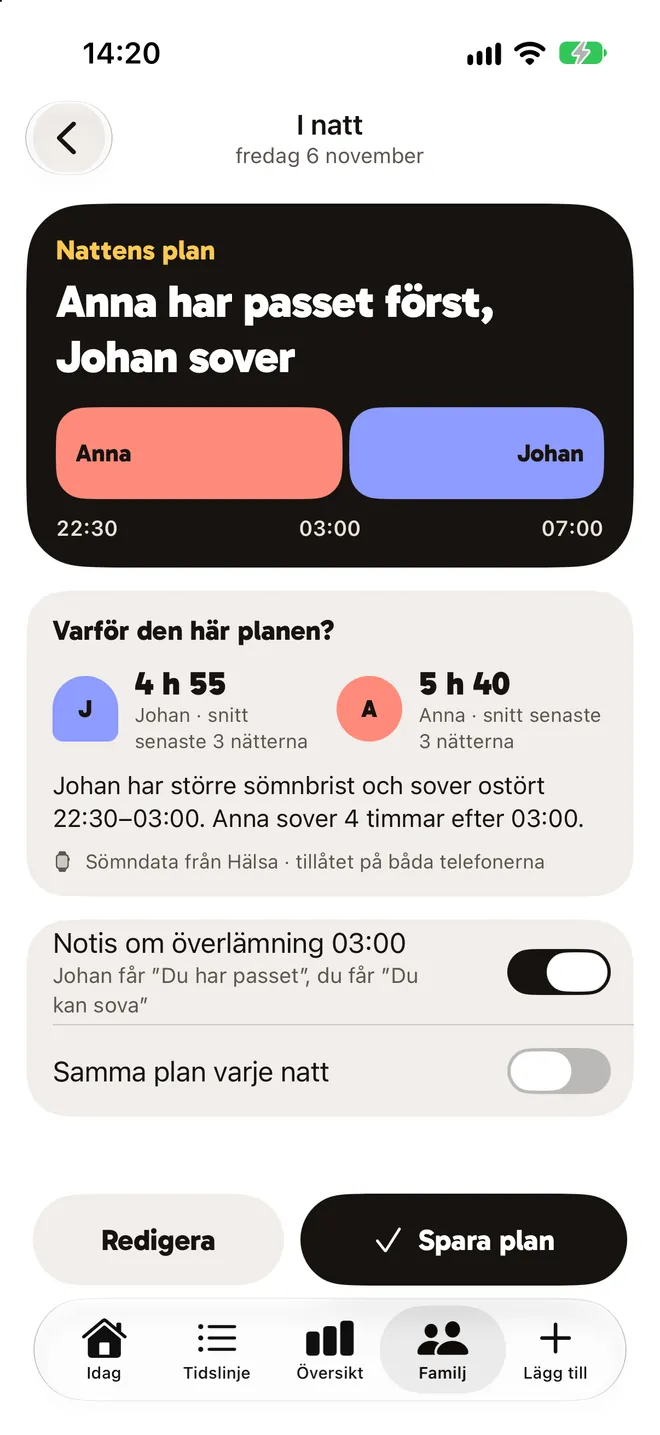 14:20
I natt
fredag 6 november
Nattens plan
Anna har passet först,
Johan sover
Anna
Johan
22:30
03:00
07:00
Varför den här planen?
J
4 h 55
Johan · snitt
senaste 3 nätterna
A
5 h 40
Anna · snitt senaste
3 nätterna
Johan har större sömnbrist och sover ostört
22:30–03:00. Anna sover 4 timmar efter 03:00.
Sömndata från Hälsa · tillåtet på båda telefonerna
Notis om överlämning 03:00
Johan får ”Du har passet”, du får ”Du
kan sova”
Samma plan varje natt
Redigera
Spara plan
Idag
Tidslinje
Översikt
Familj
Lägg till